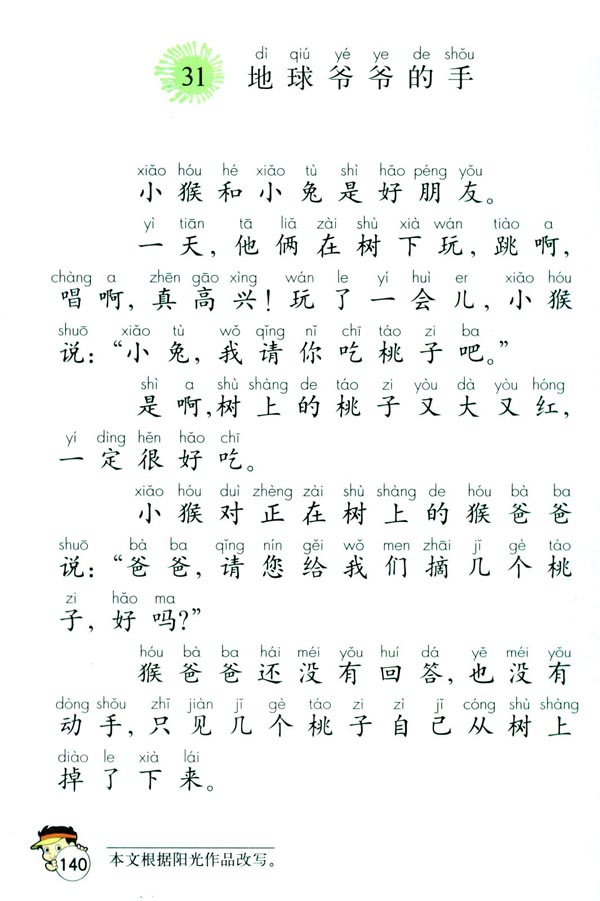 dì qiú yé ye de shǒu
31 地球爷爷的手
xiǎo hóu hé xiǎo tù shì hǎo péng yǒu
小猴和小兔是好朋友。
yì tiān tā liǎ zài shù xià wán tiào a
一天，他俩在树下玩，跳啊，
chàng a zhēn gāo xìng wán le yí huì er xiǎo hóu
唱啊，真高兴！玩了一会儿，小猴
shuō xiǎo tù wǒ qǐng nǐ chī táo zi ba
说：“小兔，我请你吃桃子吧。”
shì a shù shàng de táo zi yòu dà yòu hóng
是啊，树上的桃子又大又红，
yí dìng hěn hǎo chī
一定很好吃。
xiǎo hóu duì zhèng zài shù shàng de hóu bà ba
小猴对正在树上的猴爸爸
shuō bà ba qǐng nín gěi wǒ men zhāi jǐ gè táo
说：“爸爸，请您给我们摘几个桃
zi hǎo ma
子，好吗？”
hóu bà ba hái méi yǒu huí dá yě méi yǒu
猴爸爸还没有回答，也没有
dòng shǒu zhǐ jiàn jǐ gè táo zi zì jǐ cóng shù shàng
动手，只见几个桃子自己从树上
diào le xià lái
掉了下来。
140 本文根据阳光作品改写。